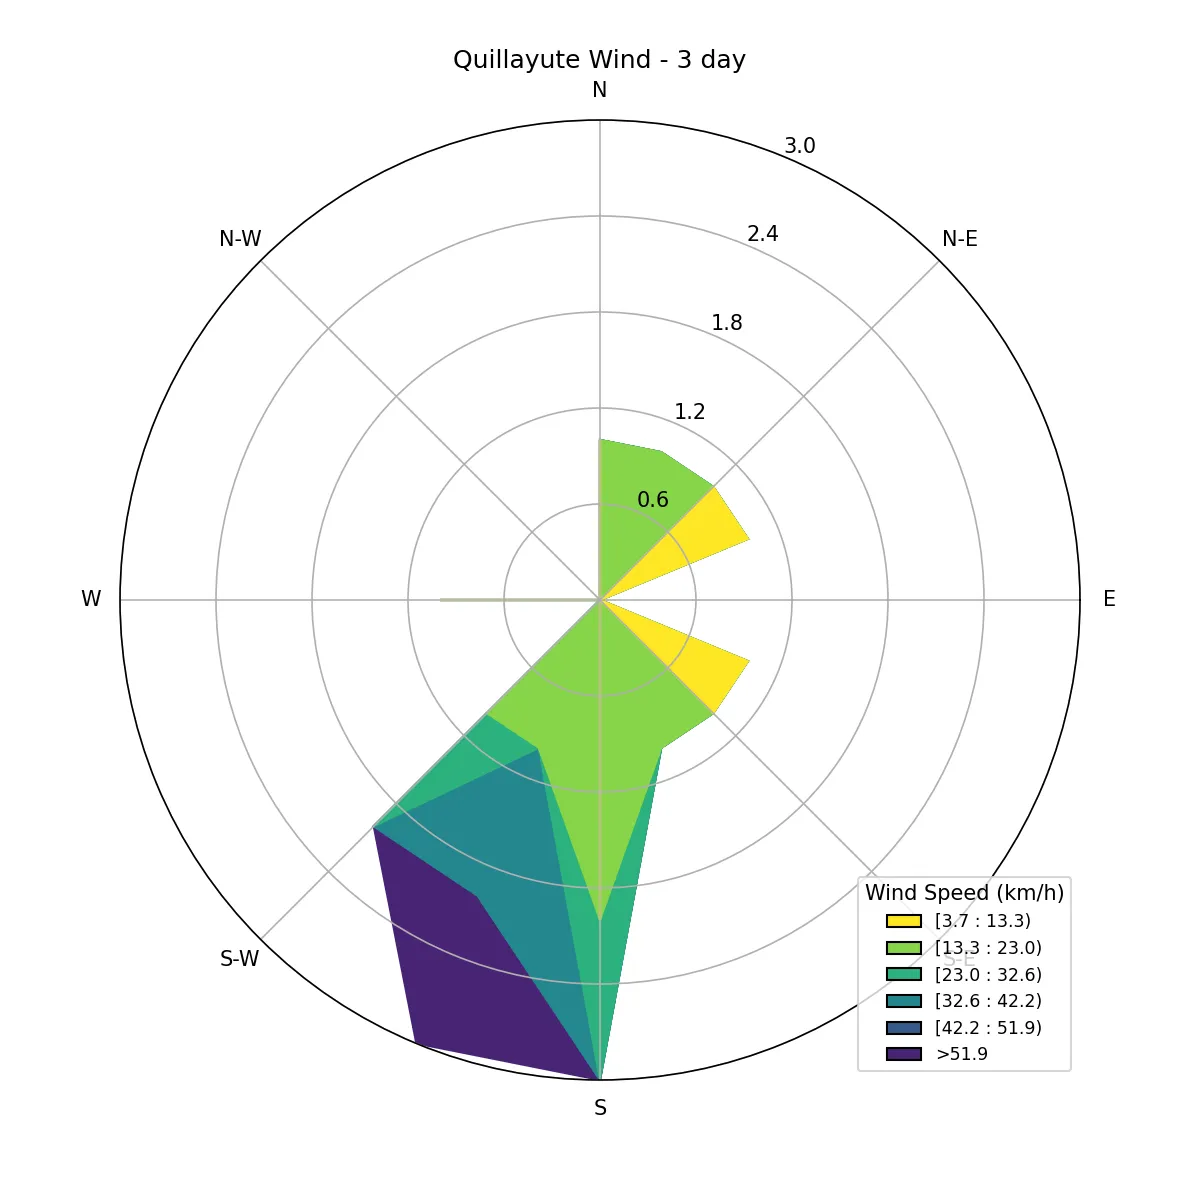 Quillayute Wind - 3 day
N
3.0
N-W
2.4
N-E
1.8
1.2
0.6
W
E
S-W
S-E
S
Wind Speed (km/h)
[3.7 : 13.3)
[13.3 : 23.0)
[23.0 : 32.6)
[32.6 : 42.2)
[42.2 : 51.9)
>51.9